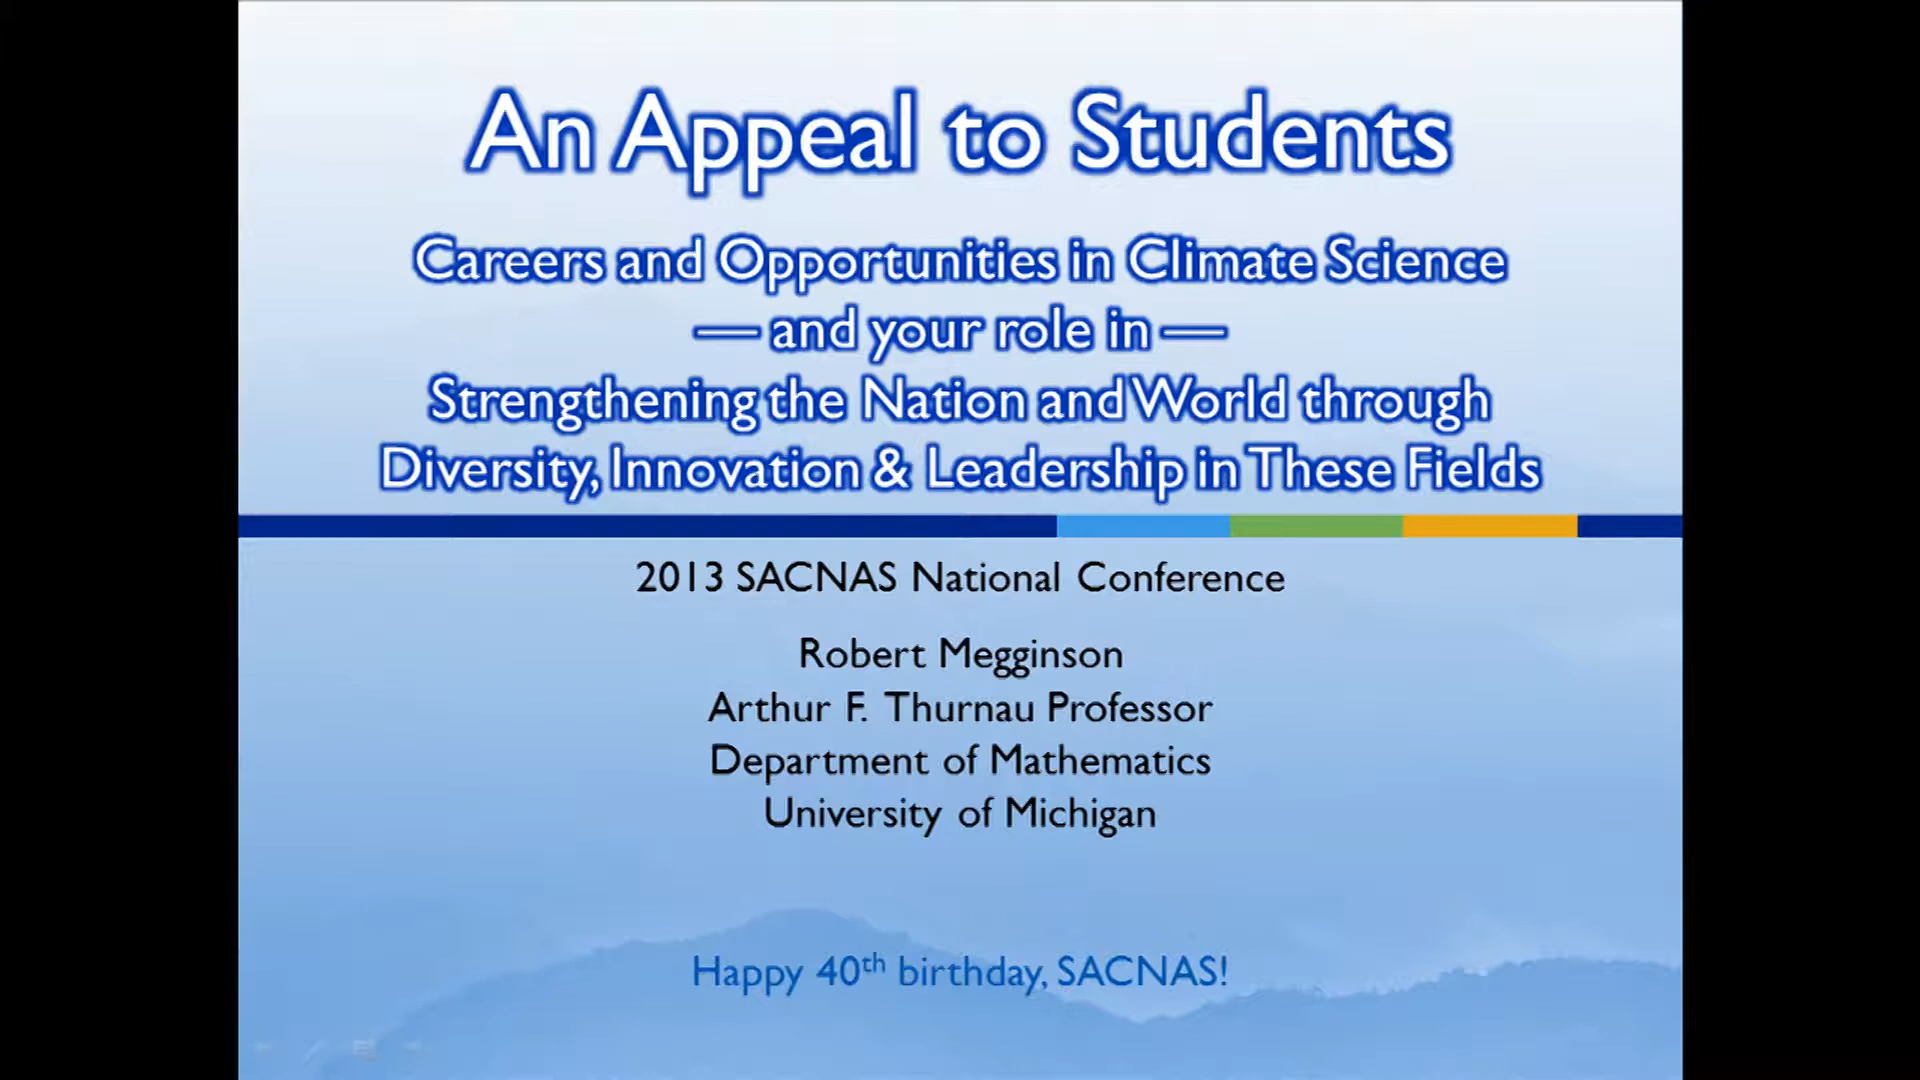 An Appeal to Students
Careers and Opportunities in Climate Science
— and your role in —
Strengthening the Nation and World through
Diversity, Innovation & Leadership in These Fields
2013 SACNAS National Conference
Robert Megginson
Arthur F. Thurnau Professor
Department of Mathematics
University of Michigan
Happy 40th birthday, SACNAS!